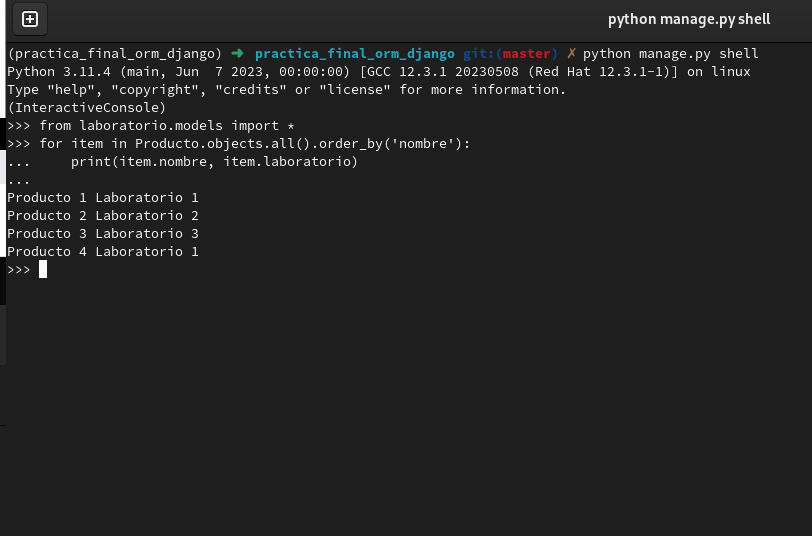 python manage.py shell
(practica_final_orm_django) ➜ practica_final_orm_django git:(master) ✗ python manage.py shell
Python 3.11.4 (main, Jun  7 2023, 00:00:00) [GCC 12.3.1 20230508 (Red Hat 12.3.1-1)] on linux
Type "help", "copyright", "credits" or "license" for more information.
(InteractiveConsole)
>>> from laboratorio.models import *
>>> for item in Producto.objects.all().order_by('nombre'):
...     print(item.nombre, item.laboratorio)
...
Producto 1 Laboratorio 1
Producto 2 Laboratorio 2
Producto 3 Laboratorio 3
Producto 4 Laboratorio 1
>>>